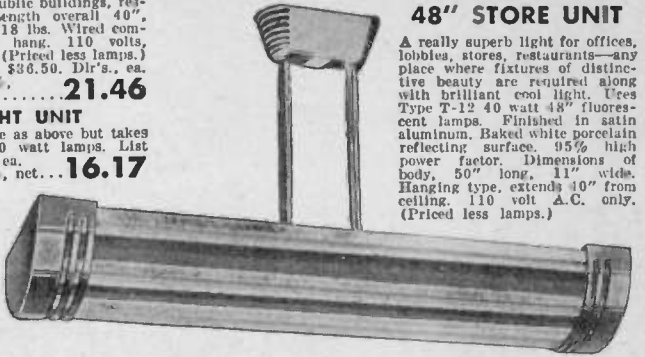 ublic buildings, res-
ength overall 40",
18 lbs. Wired com-
hang. 110 volts,
(Priced less lamps.)
$36.50. Dlr's., ea.
........21.46
HT UNIT
e as above but takes
0 watt lamps. List
ea.
, net...16.17
48" STORE UNIT
A really superb light for offices,
lobbies, stores, restaurants—any
place where fixtures of distinc-
tive beauty are required along
with brilliant cool light. Uses
Type T-12 40 watt 48" fluores-
cent lamps. Finished in satin
aluminum. Baked white porcelain
reflecting surface. 95% high
power factor. Dimensions of
body, 50" long, 11" wide.
Hanging type, extends 10" from
ceiling. 110 volt A.C. only.
(Priced less lamps.)